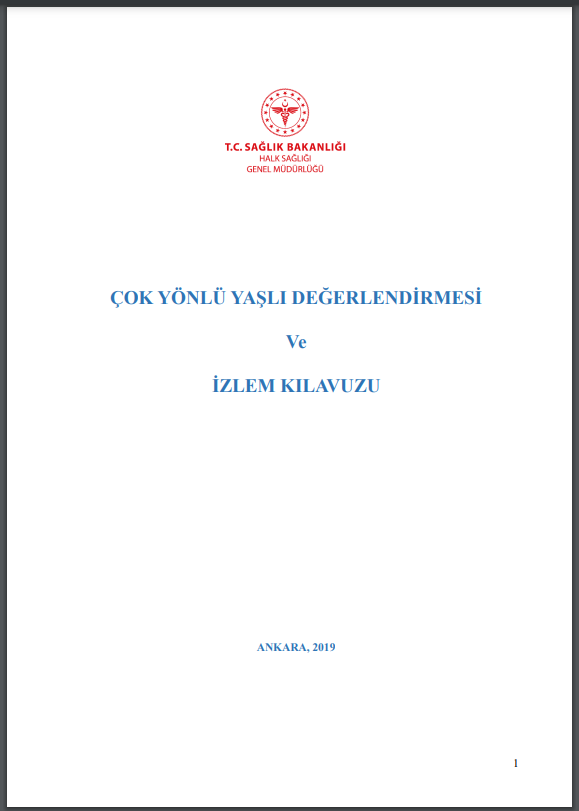 T.C. SAĞLIK BAKANLIĞI
HALK SAĞLIĞI
GENEL MÜDÜRLÜĞÜ
ÇOK YÖNLÜ YAŞLI DEĞERLENDİRMESİ
Ve
İZLEM KILAVUZU
ANKARA, 2019
1